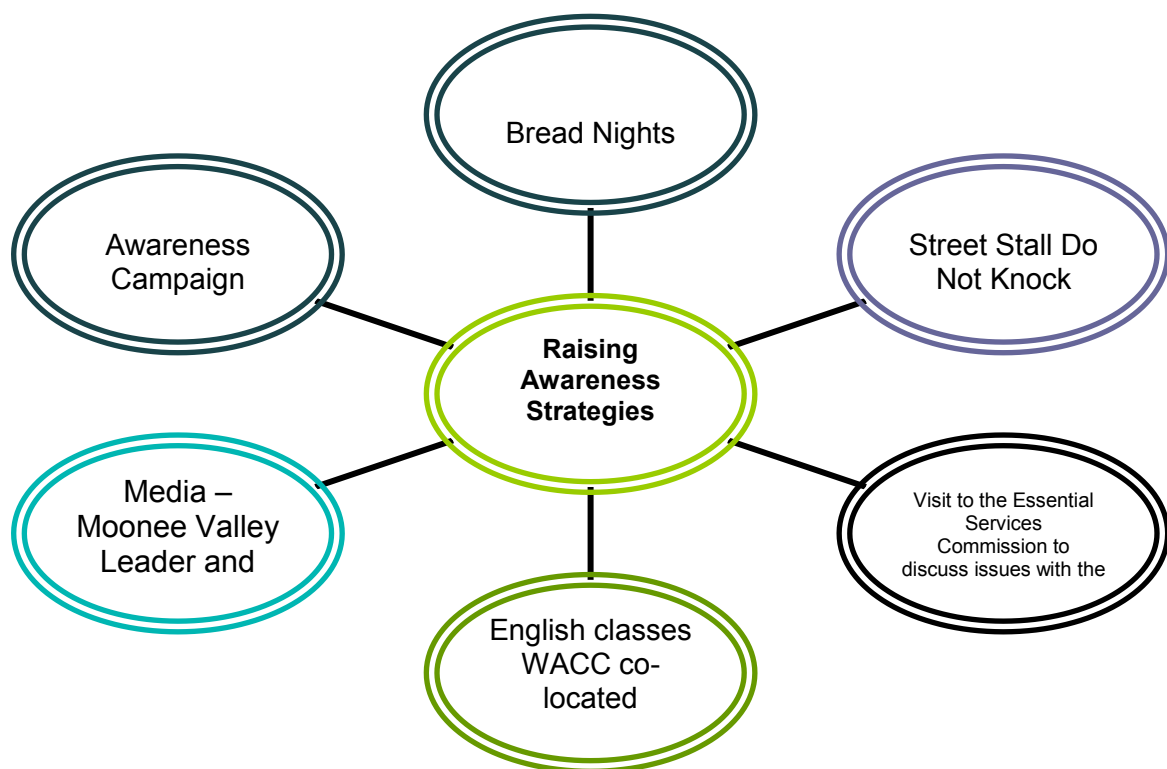 Bread Nights
Awareness
Campaign
Street Stall Do
Not Knock
Raising
Awareness
Strategies
Media –
Moonee Valley
Leader and
Visit to the Essential
Services
Commission to
discuss issues with the
English classes
WACC co-
located